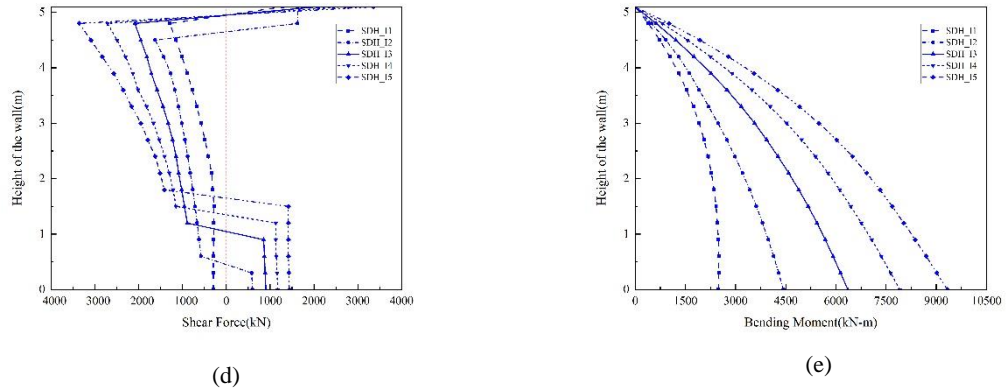 SDH_I1
SDH_I2
SDH_I3
SDH_I4
SDH_I5
Height of the wall(m)
5
4
3
2
1
0
4000 3000 2000 1000 0 1000 2000 3000 4000
Shear Force(kN)
(d)
SDH_I1
SDH_I2
SDH_I3
SDH_I4
SDH_I5
Height of the wall(m)
5
4
3
2
1
0
0 1500 3000 4500 6000 7500 9000 10500
Bending Moment(kN-m)
(e)